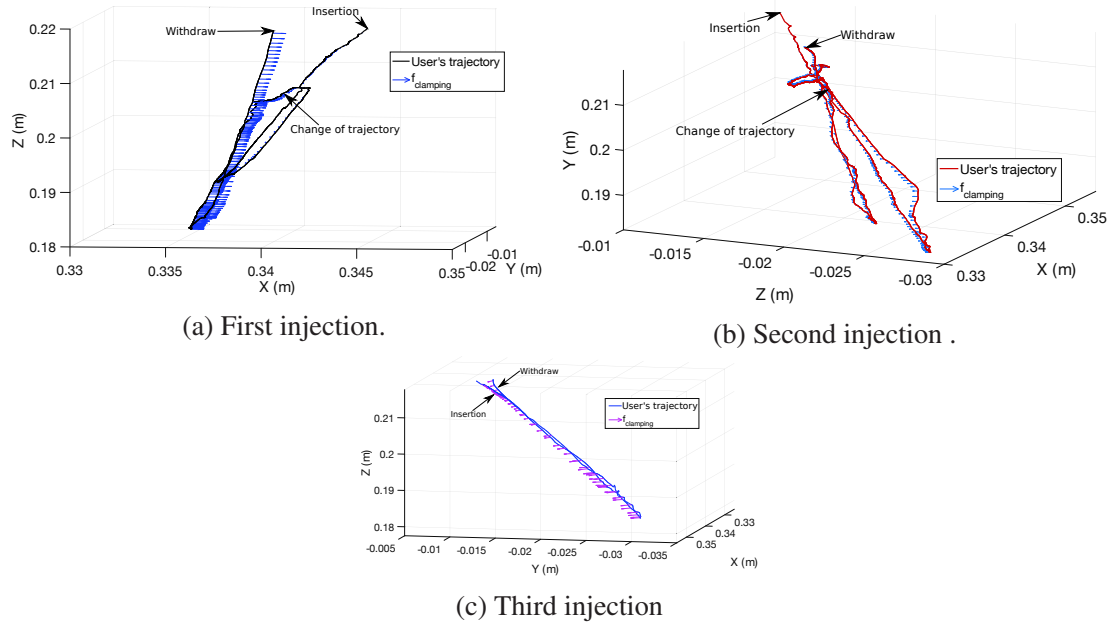 Insertion
Withdraw
0.22
0.21
0.2
0.19
0.18
Z (m)
User's trajectory
f_clamping
Change of trajectory
0.33
0.335
0.34
0.345
0.35
X (m)
-0.02
-0.01
Y (m)
(a) First injection.
Insertion
Withdraw
Change of trajectory
0.21
0.2
0.19
Y (m)
User's trajectory
f_clamping
-0.01
-0.015
-0.02
-0.025
-0.03
Z (m)
0.33
0.34
0.35
X (m)
(b) Second injection .
Withdraw
Insertion
User's trajectory
f_clamping
0.21
0.2
0.19
0.18
Z (m)
-0.005
-0.01
-0.015
-0.02
-0.025
-0.03
-0.035
Y (m)
0.35
0.34
0.33
X (m)
(c) Third injection